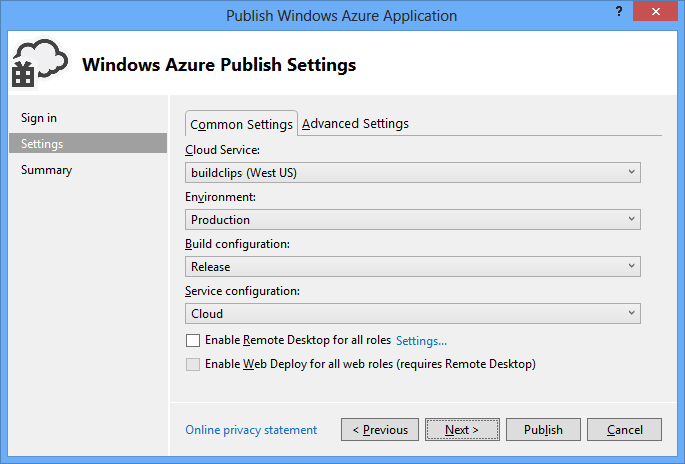 Publish Windows Azure Application
?
Windows Azure Publish Settings
Sign in
Settings
Summary
Common Settings
Advanced Settings
Cloud Service:
buildclips (West US)
Environment:
Production
Build configuration:
Release
Service configuration:
Cloud
Enable Remote Desktop for all roles Settings...
Enable Web Deploy for all web roles (requires Remote Desktop)
Online privacy statement
< Previous
Next >
Publish
Cancel